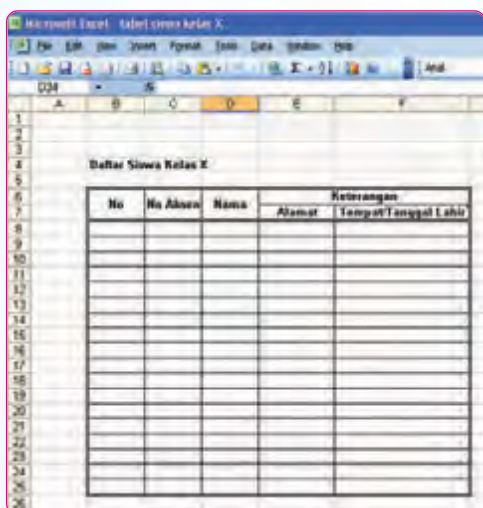 Microsoft Excel - tabel siswa kelas X
File Edit View Insert Format Tools Data Window Help
Arial
D34
A B C D E F
1
2
3
4 Daftar Siswa Kelas X
5
6 No No Absen Nama Keterangan
7 Alamat Tempat/Tanggal Lahir
8
9
10
11
12
13
14
15
16
17
18
19
20
21
22
23
24
25
26